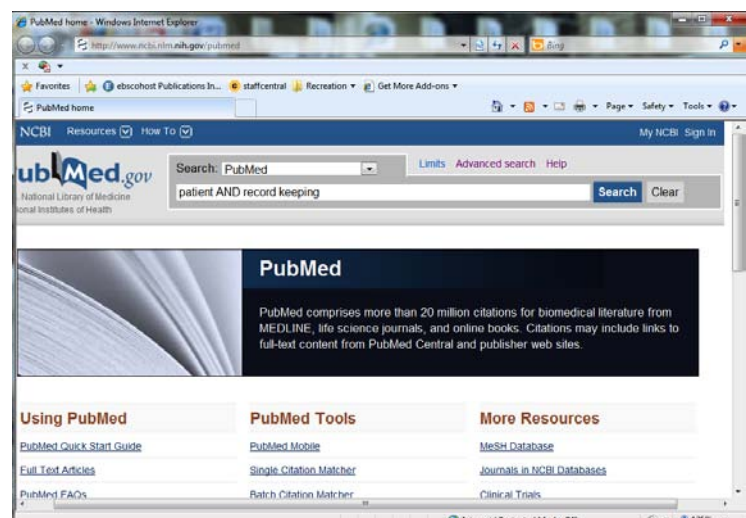 PubMed home - Windows Internet Explorer
http://www.ncbi.nlm.nih.gov/pubmed
Bing
x
Favorites ebscohost Publications In... staffcentral Recreation Get More Add-ons
PubMed home
Page Safety Tools
NCBI Resources How To My NCBI Sign In
ubMed.gov
Search: PubMed Limits Advanced search Help
patient AND record keeping Search Clear
National Library of Medicine
ional Institutes of Health
PubMed
PubMed comprises more than 20 million citations for biomedical literature from
MEDLINE, life science journals, and online books. Citations may include links to
full-text content from PubMed Central and publisher web sites.
Using PubMed PubMed Tools More Resources
PubMed Quick Start Guide PubMed Mobile MeSH Database
Full Text Articles Single Citation Matcher Journals in NCBI Databases
PubMed FAQs Batch Citation Matcher Clinical Trials